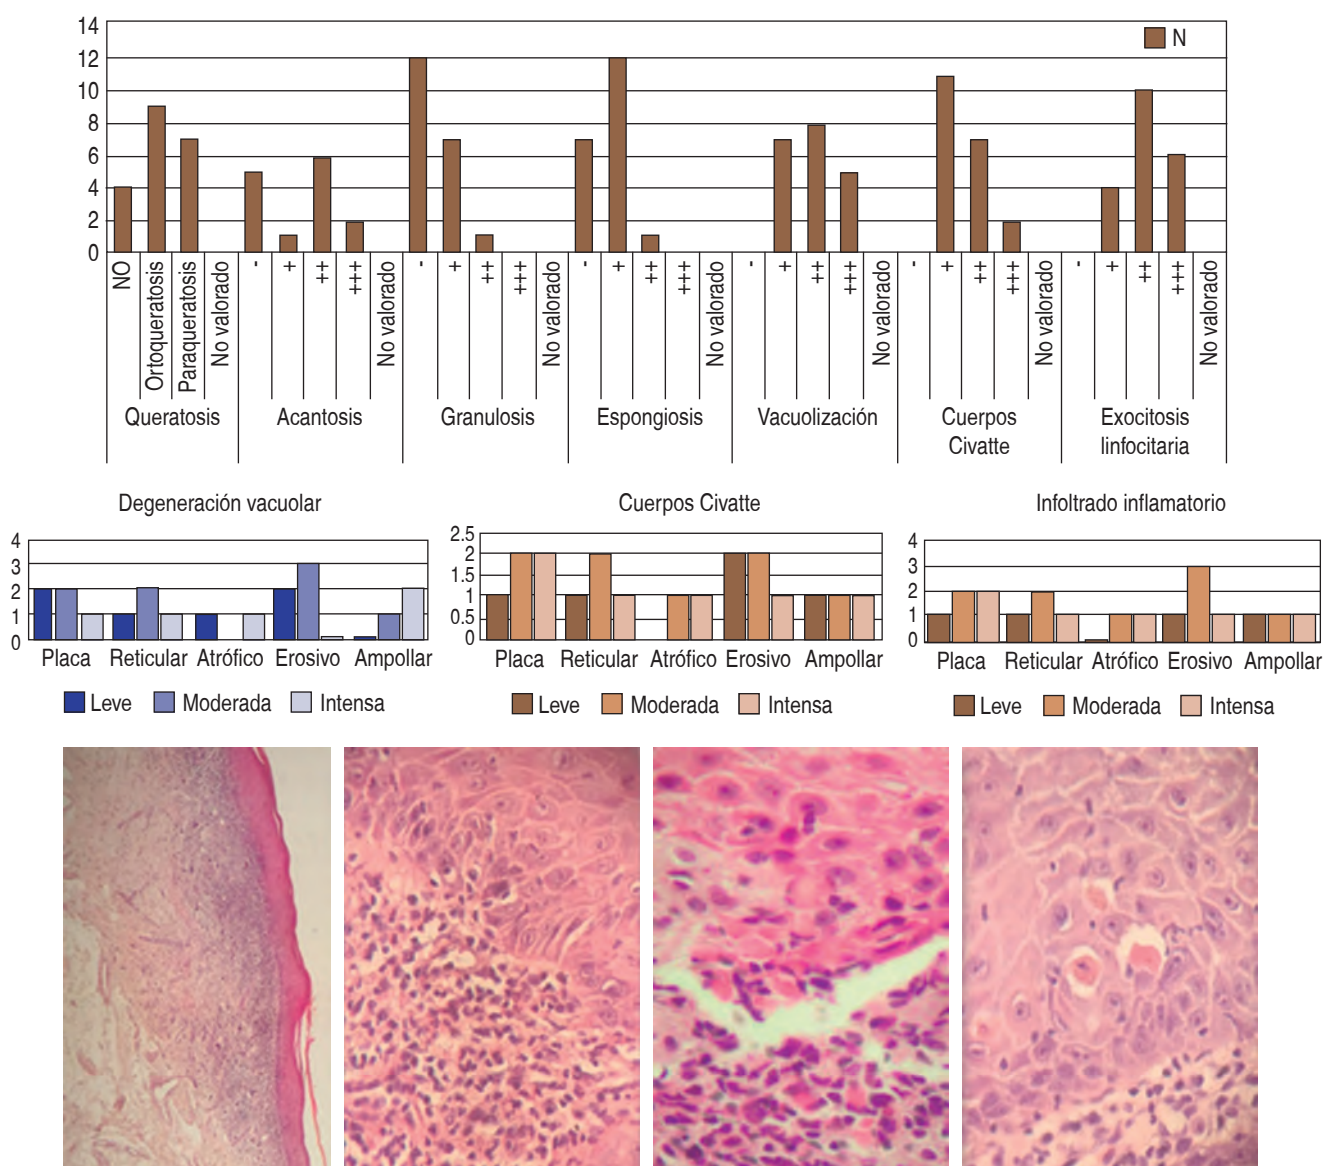 14
12
10
8
6
4
2
0
N
NO
Ortoqueratosis
Paraqueratosis
No valorado
-
+
++
+++
No valorado
-
+
++
+++
No valorado
-
+
++
+++
No valorado
-
+
++
+++
No valorado
-
+
++
+++
-
+
++
+++
No valorado
Queratosis
Acantosis
Granulosis
Espongiosis
Vacuolización
Cuerpos
Civatte
Exocitosis
linfocitaria
Degeneración vacuolar
4
3
2
1
0
Placa Reticular Atrófico Erosivo Ampollar
Leve Moderada Intensa
Cuerpos Civatte
2.5
2
1.5
1
0.5
0
Placa Reticular Atrófico Erosivo Ampollar
Leve Moderada Intensa
Infoltrado inflamatorio
4
3
2
1
0
Placa Reticular Atrófico Erosivo Ampollar
Leve Moderada Intensa